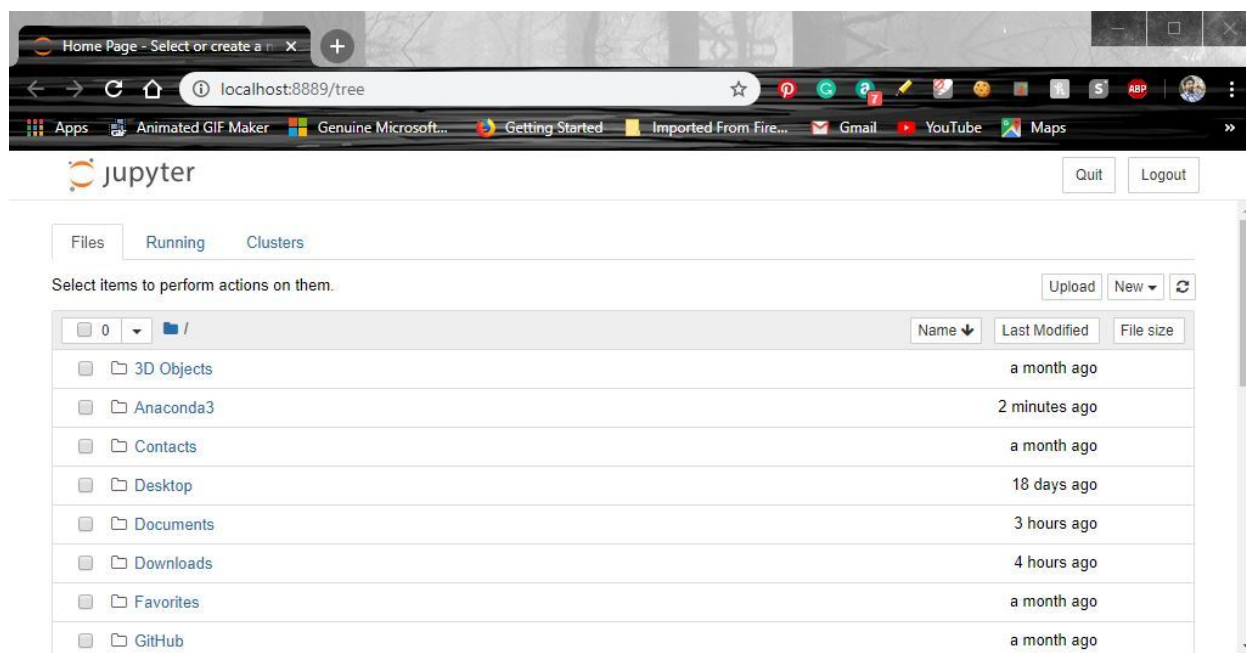 Home Page - Select or create a n
localhost:8889/tree
7 ABP
Apps Animated GIF Maker Genuine Microsoft... Getting Started Imported From Fire... Gmail YouTube Maps »
jupyter Quit Logout
Files Running Clusters
Select items to perform actions on them. Upload New
0 / Name Last Modified File size
3D Objects a month ago
Anaconda3 2 minutes ago
Contacts a month ago
Desktop 18 days ago
Documents 3 hours ago
Downloads 4 hours ago
Favorites a month ago
GitHub a month ago